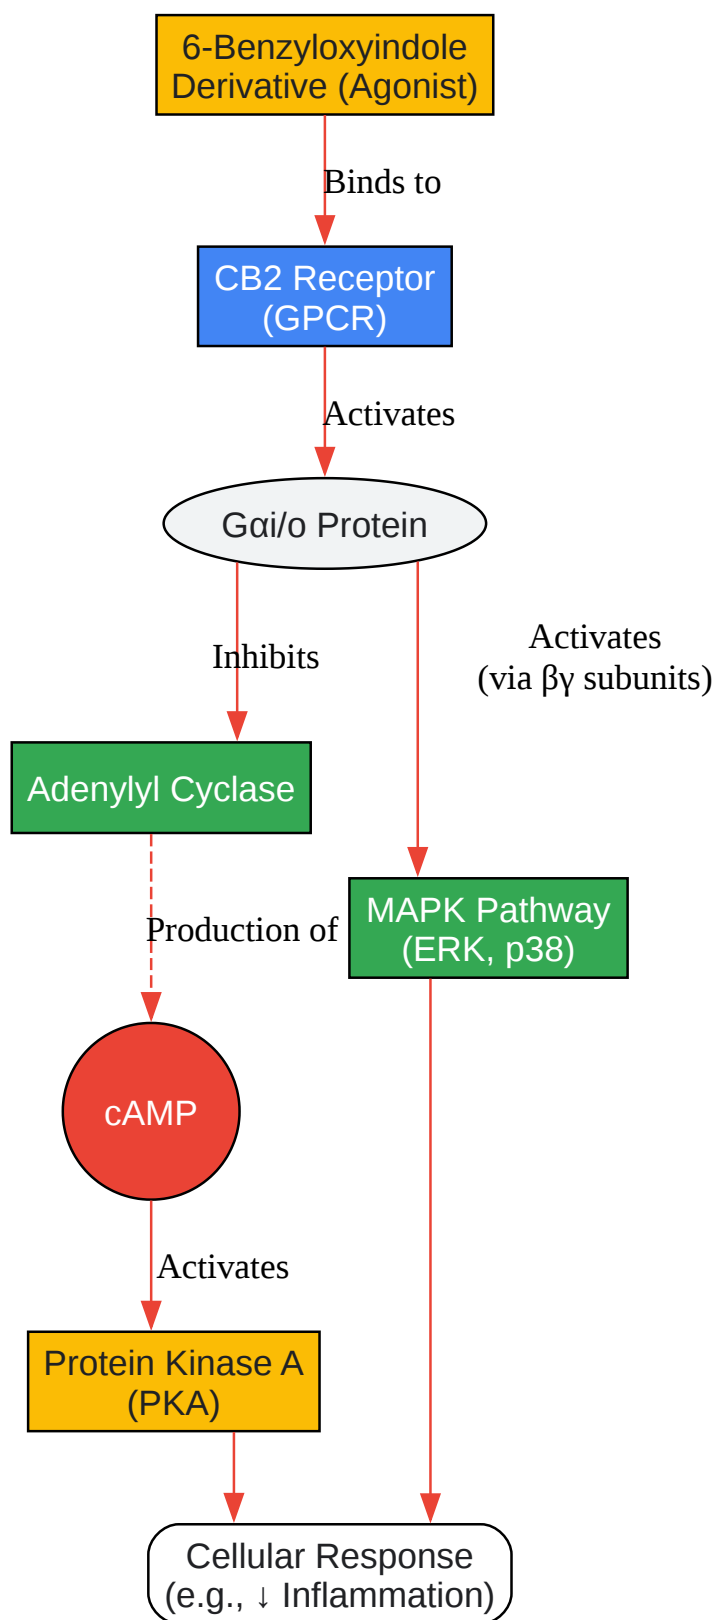 6-Benzyloxyindole
Derivative (Agonist)
Binds to
CB2 Receptor
(GPCR)
Activates
Gαi/o Protein
Inhibits
Activates
(via βγ subunits)
Adenylyl Cyclase
Production of
MAPK Pathway
(ERK, p38)
cAMP
Activates
Protein Kinase A
(PKA)
Cellular Response
(e.g., ↓ Inflammation)